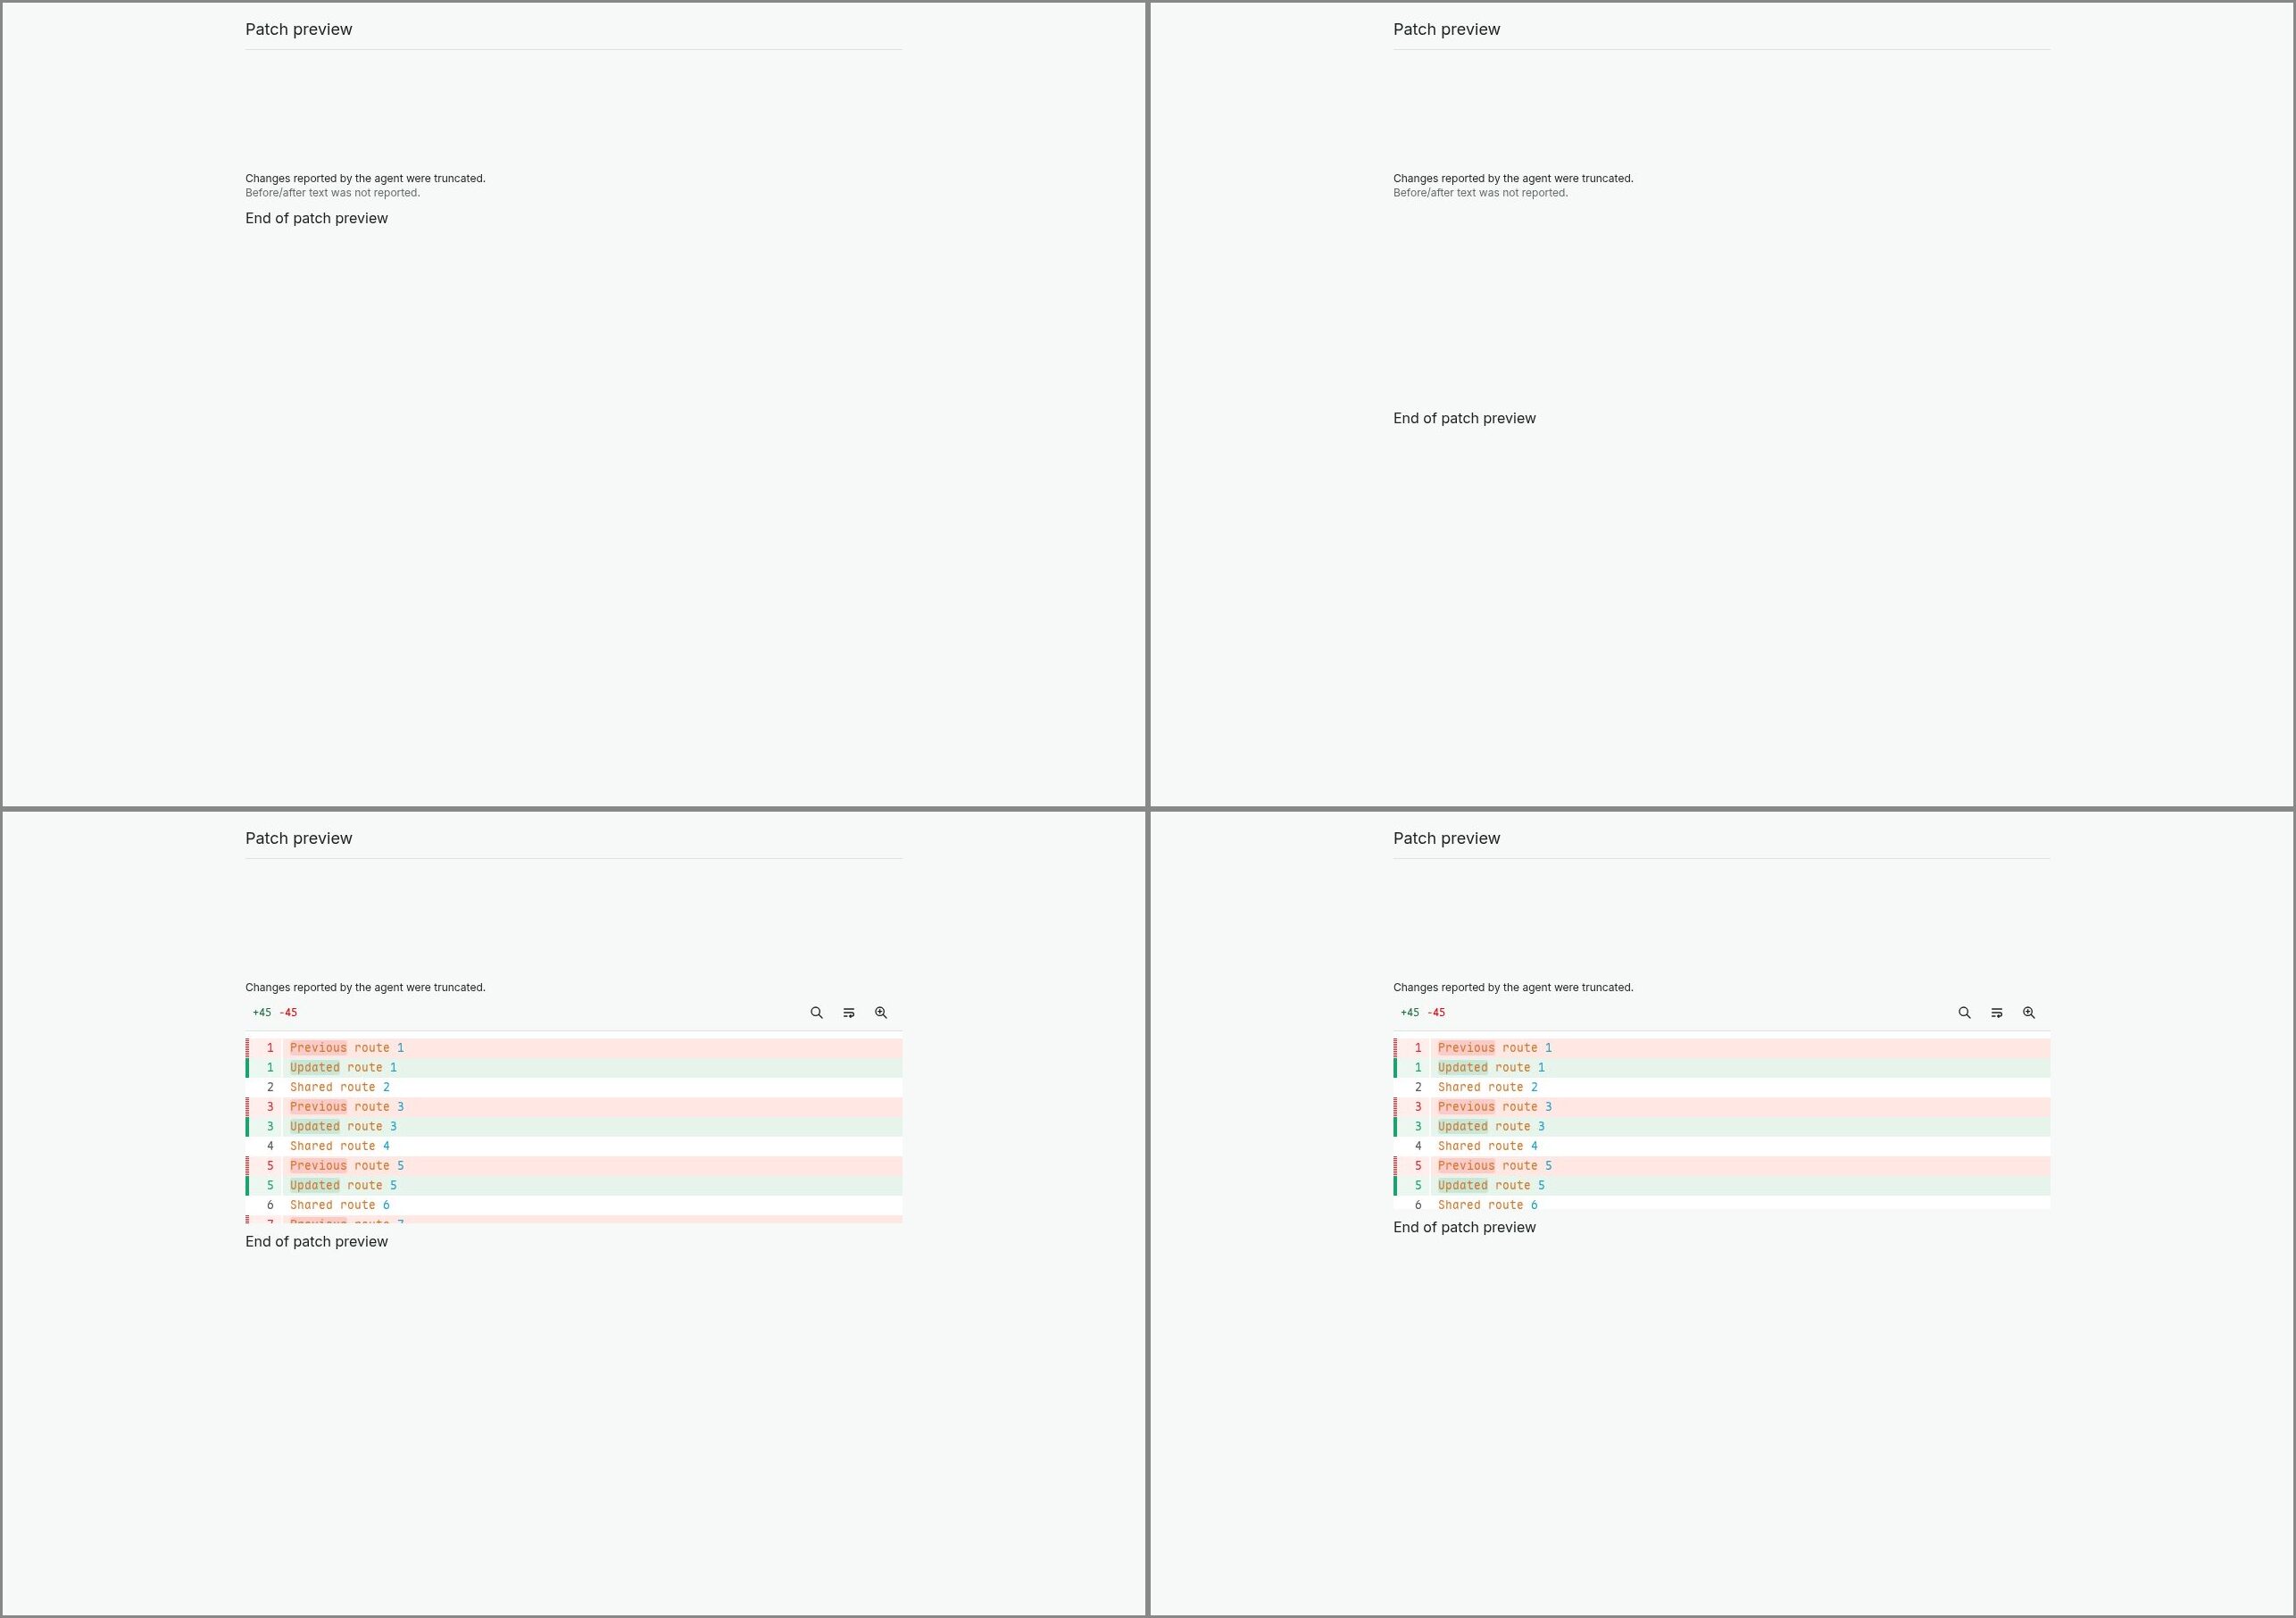 Patch preview
Changes reported by the agent were truncated.
Before/after text was not reported.
End of patch preview
Patch preview
Changes reported by the agent were truncated.
Before/after text was not reported.
End of patch preview
Patch preview
Changes reported by the agent were truncated.
+45 -45
1 Previous route 1
1 Updated route 1
2 Shared route 2
3 Previous route 3
3 Updated route 3
4 Shared route 4
5 Previous route 5
5 Updated route 5
6 Shared route 6
7 Previous route 7
End of patch preview
Patch preview
Changes reported by the agent were truncated.
+45 -45
1 Previous route 1
1 Updated route 1
2 Shared route 2
3 Previous route 3
3 Updated route 3
4 Shared route 4
5 Previous route 5
5 Updated route 5
6 Shared route 6
End of patch preview